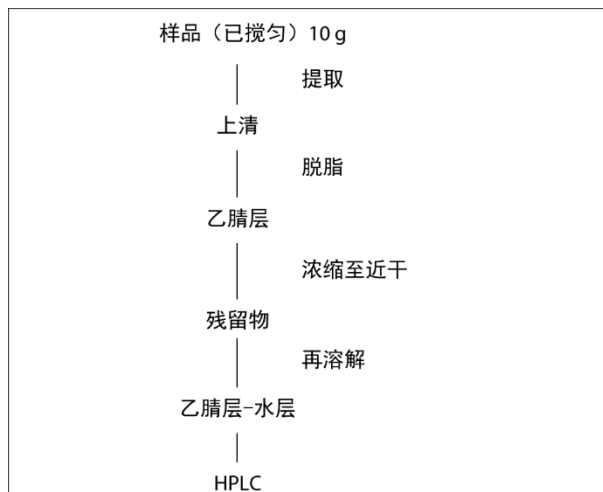 样品（已搅匀）10 g
提取
上清
脱脂
乙腈层
浓缩至近干
残留物
再溶解
乙腈层-水层
HPLC